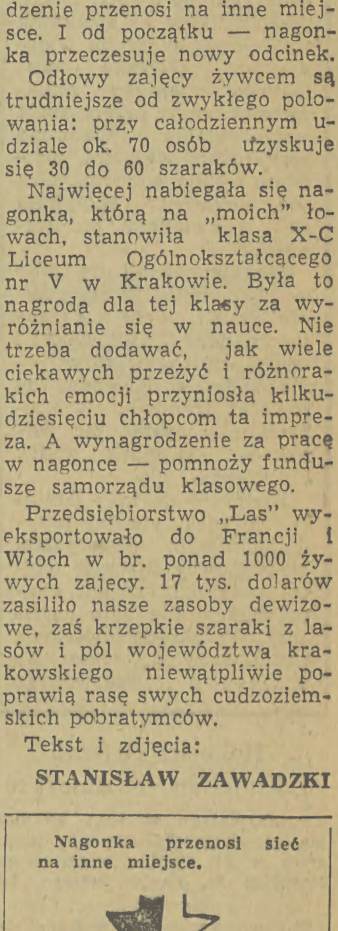 dzenie przenosi na inne miej-
sce. I od początku — nagon-
ka przeczesuje nowy odcinek.
Odłowy zajęcy żywcem są
trudniejsze od zwykłego polo-
wania: przy całodziennym u-
dziale ok. 70 osób uzyskuje
się 30 do 60 szaraków.
Najwięcej nabiegała się na-
gonka, którą na „moich” ło-
wach, stanowiła klasa X-C
Liceum Ogólnokształcącego
nr V w Krakowie. Była to
nagroda dla tej klasy za wy-
różnianie się w nauce. Nie
trzeba dodawać, jak wiele
ciekawych przeżyć i różnora-
kich emocji przyniosła kilku-
dziesięciu chłopcom ta impre-
za. A wynagrodzenie za pracę
w nagonce — pomnoży fundu-
sze samorządu klasowego.
Przedsiębiorstwo „Las” wy-
eksportowało do Francji i
Włoch w br. ponad 1000 ży-
wych zajęcy. 17 tys. dolarów
zasiliło nasze zasoby dewizo-
we, zaś krzepkie szaraki z la-
sów i pól województwa kra-
kowskiego niewątpliwie po-
prawią rasę swych cudzoziem-
skich pobratymców.
Tekst i zdjęcia:
STANISŁAW ZAWADZKI
Nagonka przenosi sieć
na inne miejsce.